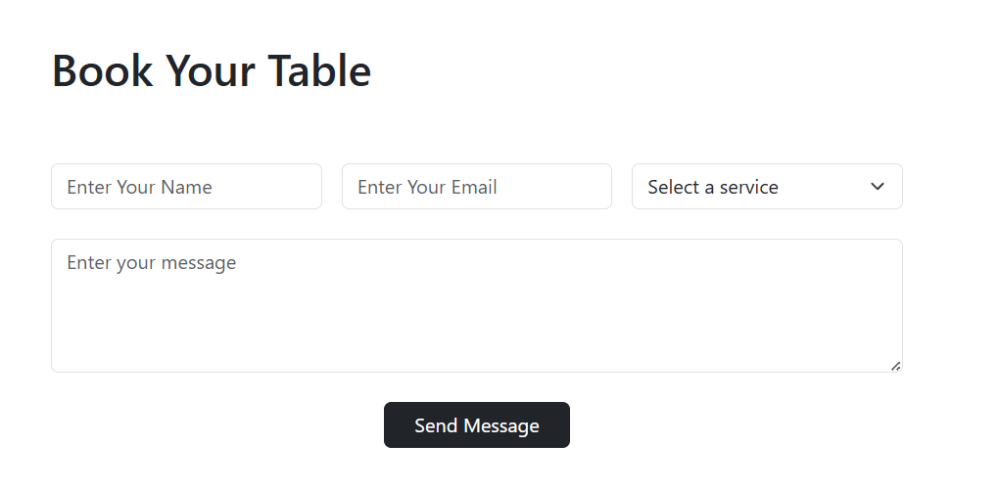 Book Your Table
Enter Your Name
Enter Your Email
Select a service
Enter your message
Send Message